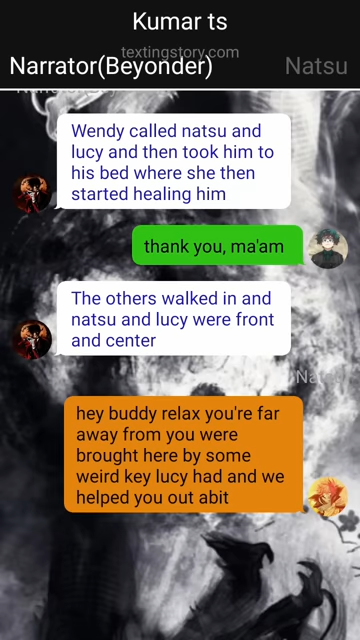 Kumar ts
textingstory.com
Narrator(Beyonder)
Natsu
Wendy called natsu and
lucy and then took him to
his bed where she then
started healing him
thank you, ma'am
The others walked in and
natsu and lucy were front
and center
hey buddy relax you're far
away from you were
brought here by some
weird key lucy had and we
helped you out abit